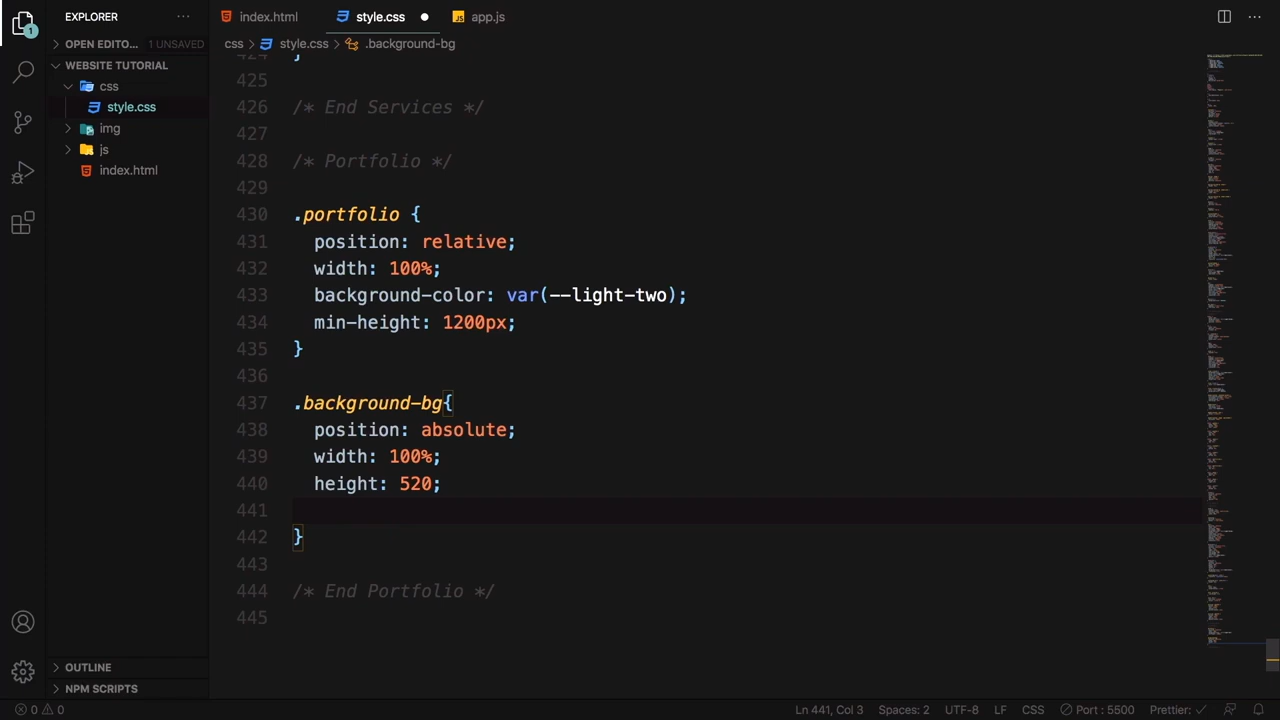 EXPLORER ···
index.html style.css ● app.js
OPEN EDITO... 1 UNSAVED
css > style.css > .background-bg
WEBSITE TUTORIAL
css
style.css
img
js
index.html
1
424 }
425
426 /* End Services */
427
428 /* Portfolio */
429
430 .portfolio {
431 position: relative;
432 width: 100%;
433 background-color: var(--light-two);
434 min-height: 1200px;
435 }
436
437 .background-bg{
438 position: absolute;
439 width: 100%;
440 height: 520;
441
442 }
443
444 /* End Portfolio */
445
OUTLINE
NPM SCRIPTS
0 0 Ln 441, Col 3 Spaces: 2 UTF-8 LF CSS Port : 5500 Prettier: ✓